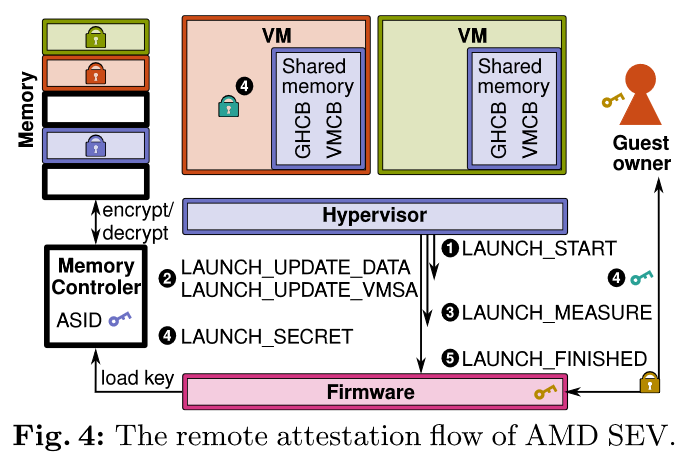 Memory
VM
4
Shared
memory
GHCB
VMCB
VM
Shared
memory
GHCB
VMCB
Guest
owner
encrypt/
decrypt
Hypervisor
Memory
Controler
ASID
1 LAUNCH_START
2 LAUNCH_UPDATE_DATA
LAUNCH_UPDATE_VMSA
3 LAUNCH_MEASURE
4
4 LAUNCH_SECRET
5 LAUNCH_FINISHED
load key
Firmware
Fig. 4: The remote attestation flow of AMD SEV.